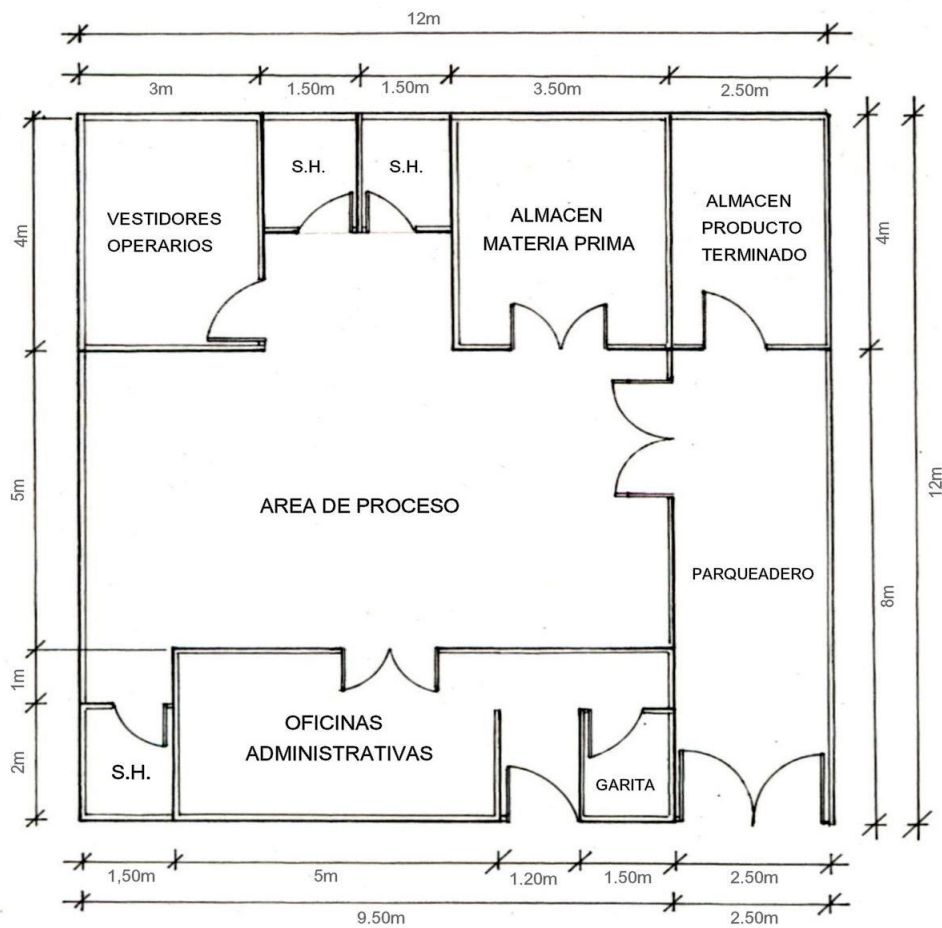 12m
3m
1.50m
1.50m
3.50m
2.50m
S.H.
S.H.
VESTIDORES
OPERARIOS
ALMACEN
MATERIA PRIMA
ALMACEN
PRODUCTO
TERMINADO
4m
4m
5m
AREA DE PROCESO
12m
PARQUEADERO
8m
1m
OFICINAS
ADMINISTRATIVAS
2m
S.H.
GARITA
1,50m
5m
1.20m
1.50m
2.50m
9.50m
2.50m